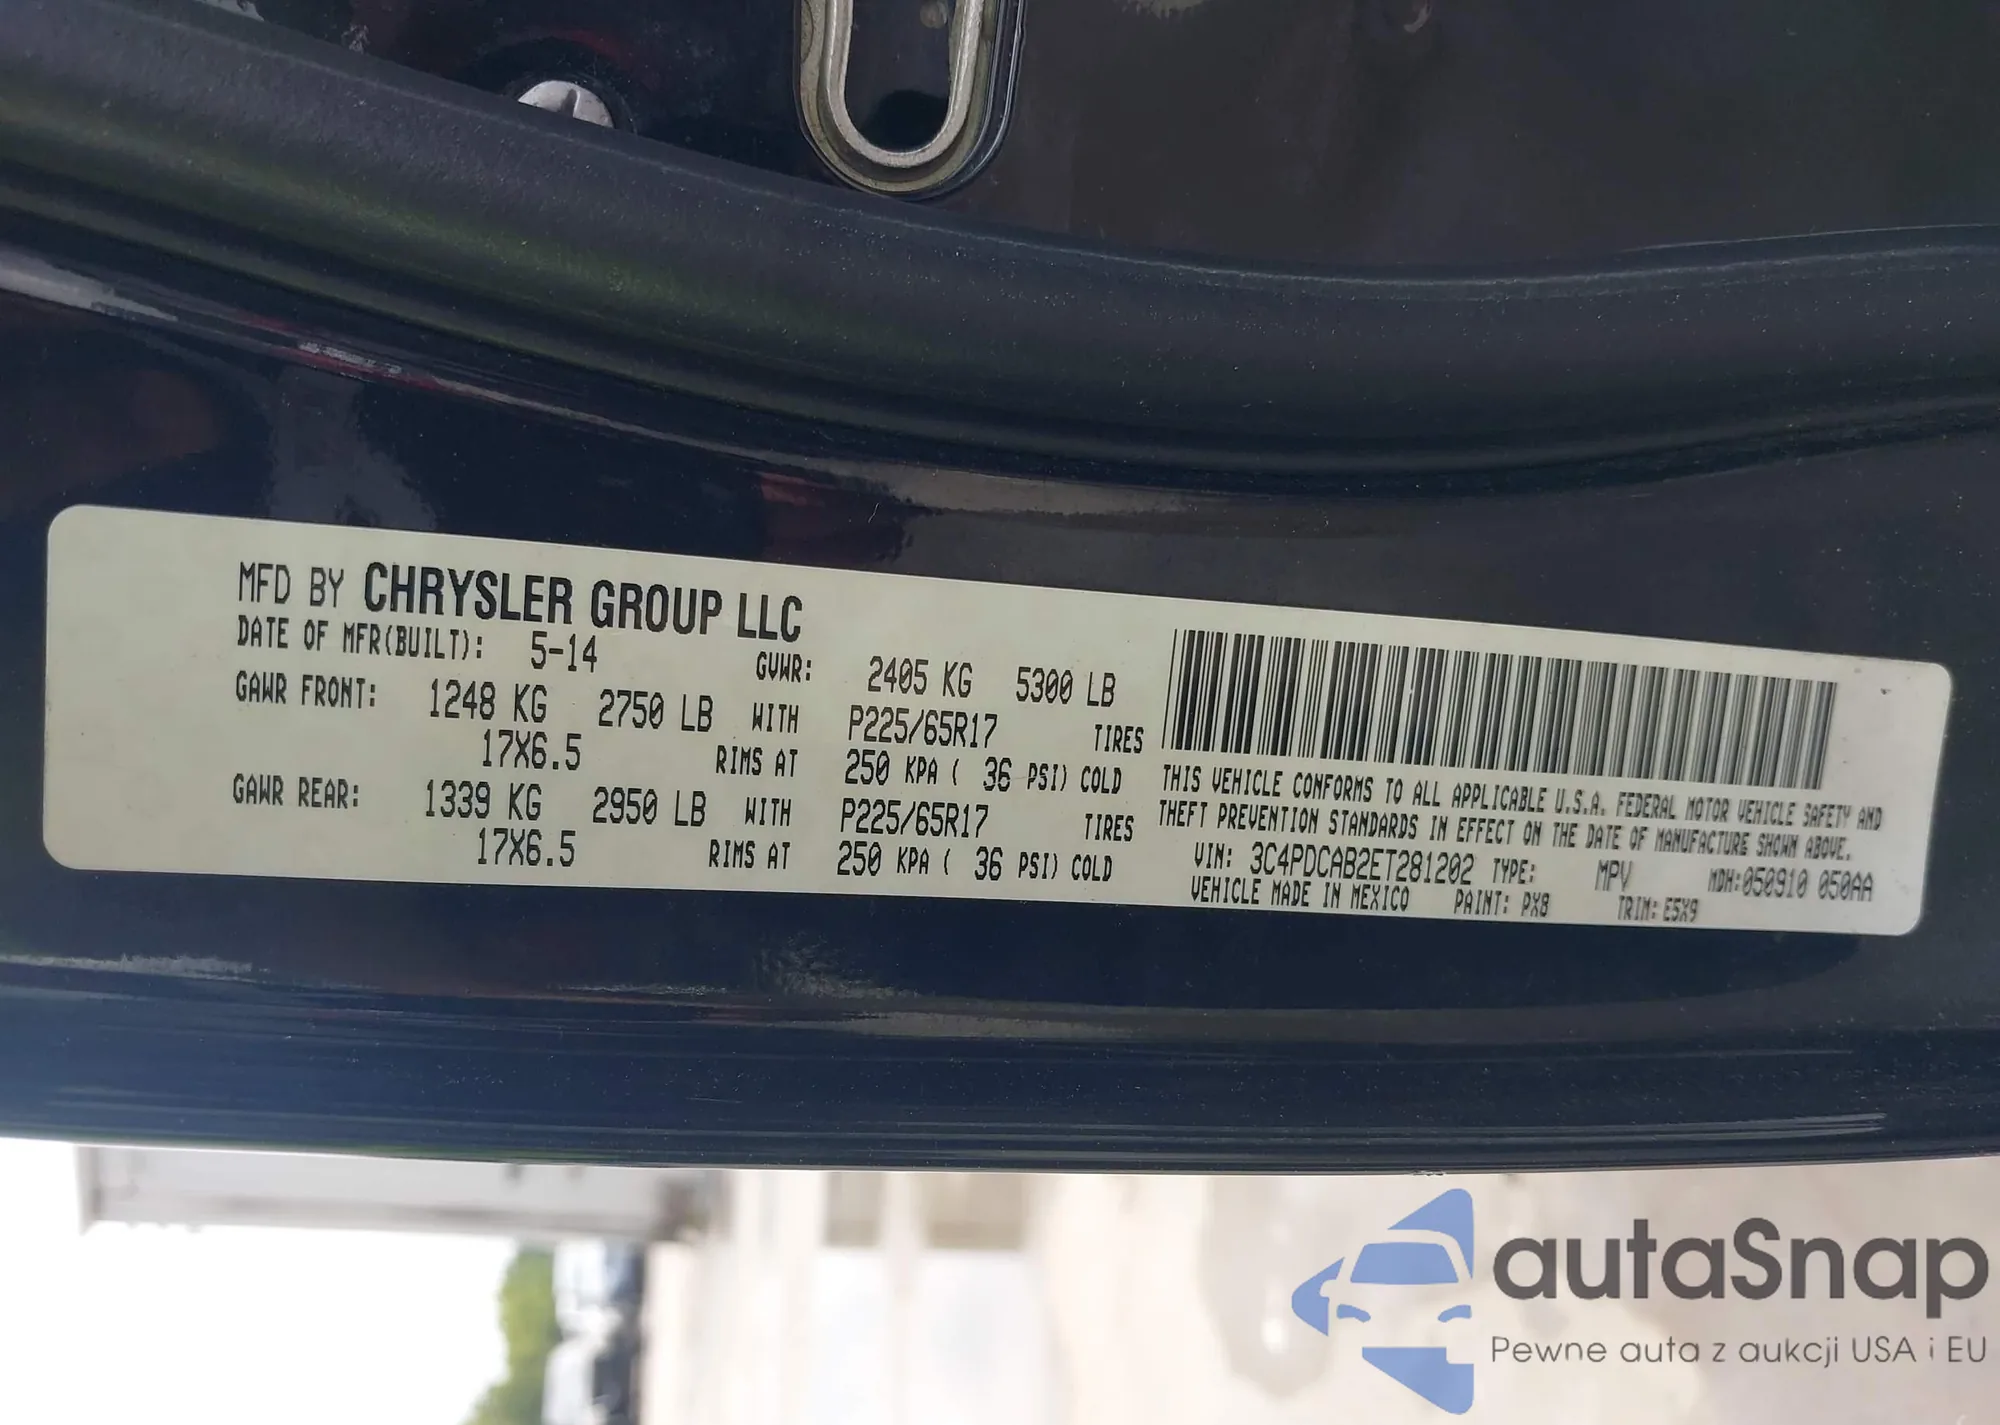 MFD BY CHRYSLER GROUP LLC
DATE OF MFR(BUILT): 5-14 GVWR: 2405 KG 5300 LB
GAWR FRONT: 1248 KG 2750 LB WITH P225/65R17 TIRES
17X6.5 RIMS AT 250 KPA ( 36 PSI) COLD
GAWR REAR: 1339 KG 2950 LB WITH P225/65R17 TIRES
17X6.5 RIMS AT 250 KPA ( 36 PSI) COLD
THIS VEHICLE CONFORMS TO ALL APPLICABLE U.S.A. FEDERAL MOTOR VEHICLE SAFETY AND
THEFT PREVENTION STANDARDS IN EFFECT ON THE DATE OF MANUFACTURE SHOWN ABOVE.
VIN: 3C4PDCAB2ET281202 TYPE: MPV MDH:050910 050AA
VEHICLE MADE IN MEXICO PAINT: PX8 TRIM: E5X9
autaSnap
Pewne auta z aukcji USA i EU